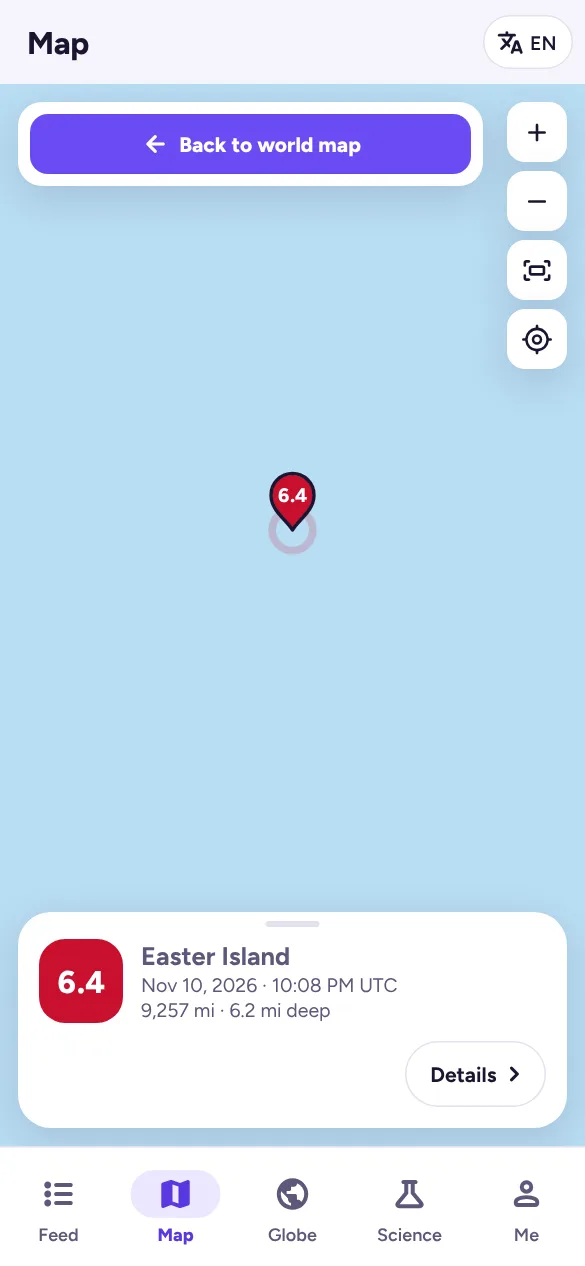 Map
EN
Back to world map
6.4
6.4
Easter Island
Nov 10, 2026 · 10:08 PM UTC
9,257 mi · 6.2 mi deep
Details
Feed
Map
Globe
Science
Me